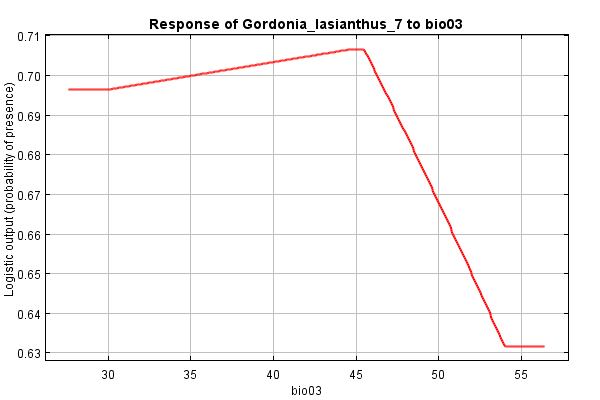 Response of Gordonia_lasianthus_7 to bio03
Logistic output (probability of presence)
0.71
0.70
0.69
0.68
0.67
0.66
0.65
0.64
0.63
30 35 40 45 50 55
bio03